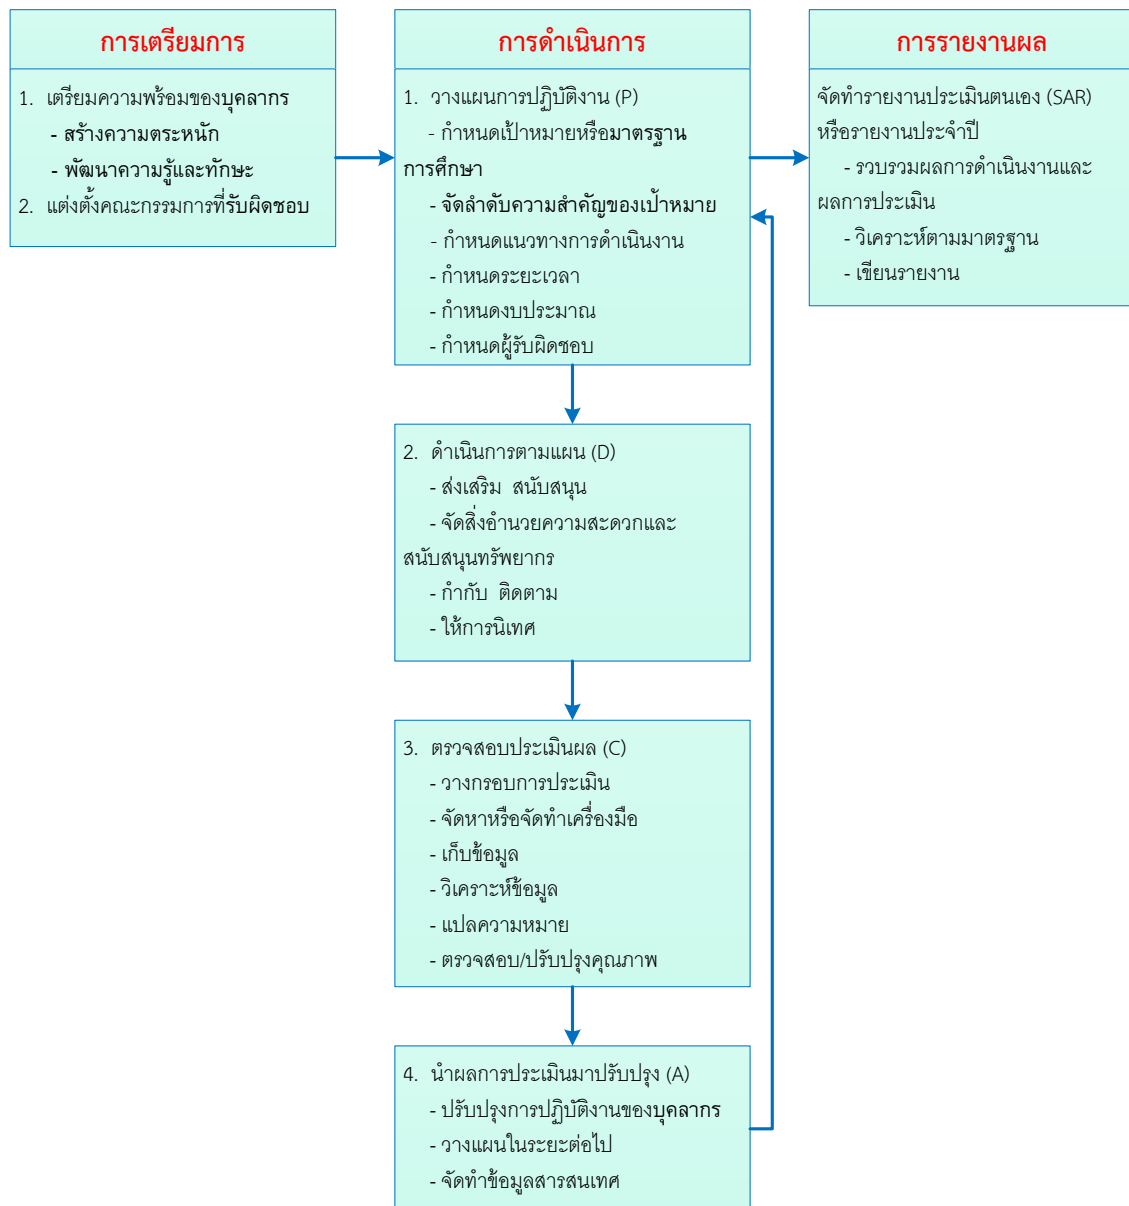 การเตรียมการ
1. เตรียมความพร้อมของบุคลากร
- สร้างความตระหนัก
- พัฒนาความรู้และทักษะ
2. แต่งตั้งคณะกรรมการที่รับผิดชอบ
การดำเนินการ
1. วางแผนการปฏิบัติงาน (P)
- กำหนดเป้าหมายหรือมาตรฐาน
การศึกษา
- จัดลำดับความสำคัญของเป้าหมาย
- กำหนดแนวทางการดำเนินงาน
- กำหนดระยะเวลา
- กำหนดงบประมาณ
- กำหนดผู้รับผิดชอบ
2. ดำเนินการตามแผน (D)
- ส่งเสริม สนับสนุน
- จัดสิ่งอำนวยความสะดวกและ
สนับสนุนทรัพยากร
- กำกับ ติดตาม
- ให้การนิเทศ
3. ตรวจสอบประเมินผล (C)
- วางกรอบการประเมิน
- จัดหาหรือจัดทำเครื่องมือ
- เก็บข้อมูล
- วิเคราะห์ข้อมูล
- แปลความหมาย
- ตรวจสอบ/ปรับปรุงคุณภาพ
4. นำผลการประเมินมาปรับปรุง (A)
- ปรับปรุงการปฏิบัติงานของบุคลากร
- วางแผนในระยะต่อไป
- จัดทำข้อมูลสารสนเทศ
การรายงานผล
จัดทำรายงานประเมินตนเอง (SAR)
หรือรายงานประจำปี
- รวบรวมผลการดำเนินงานและ
ผลการประเมิน
- วิเคราะห์ตามมาตรฐาน
- เขียนรายงาน